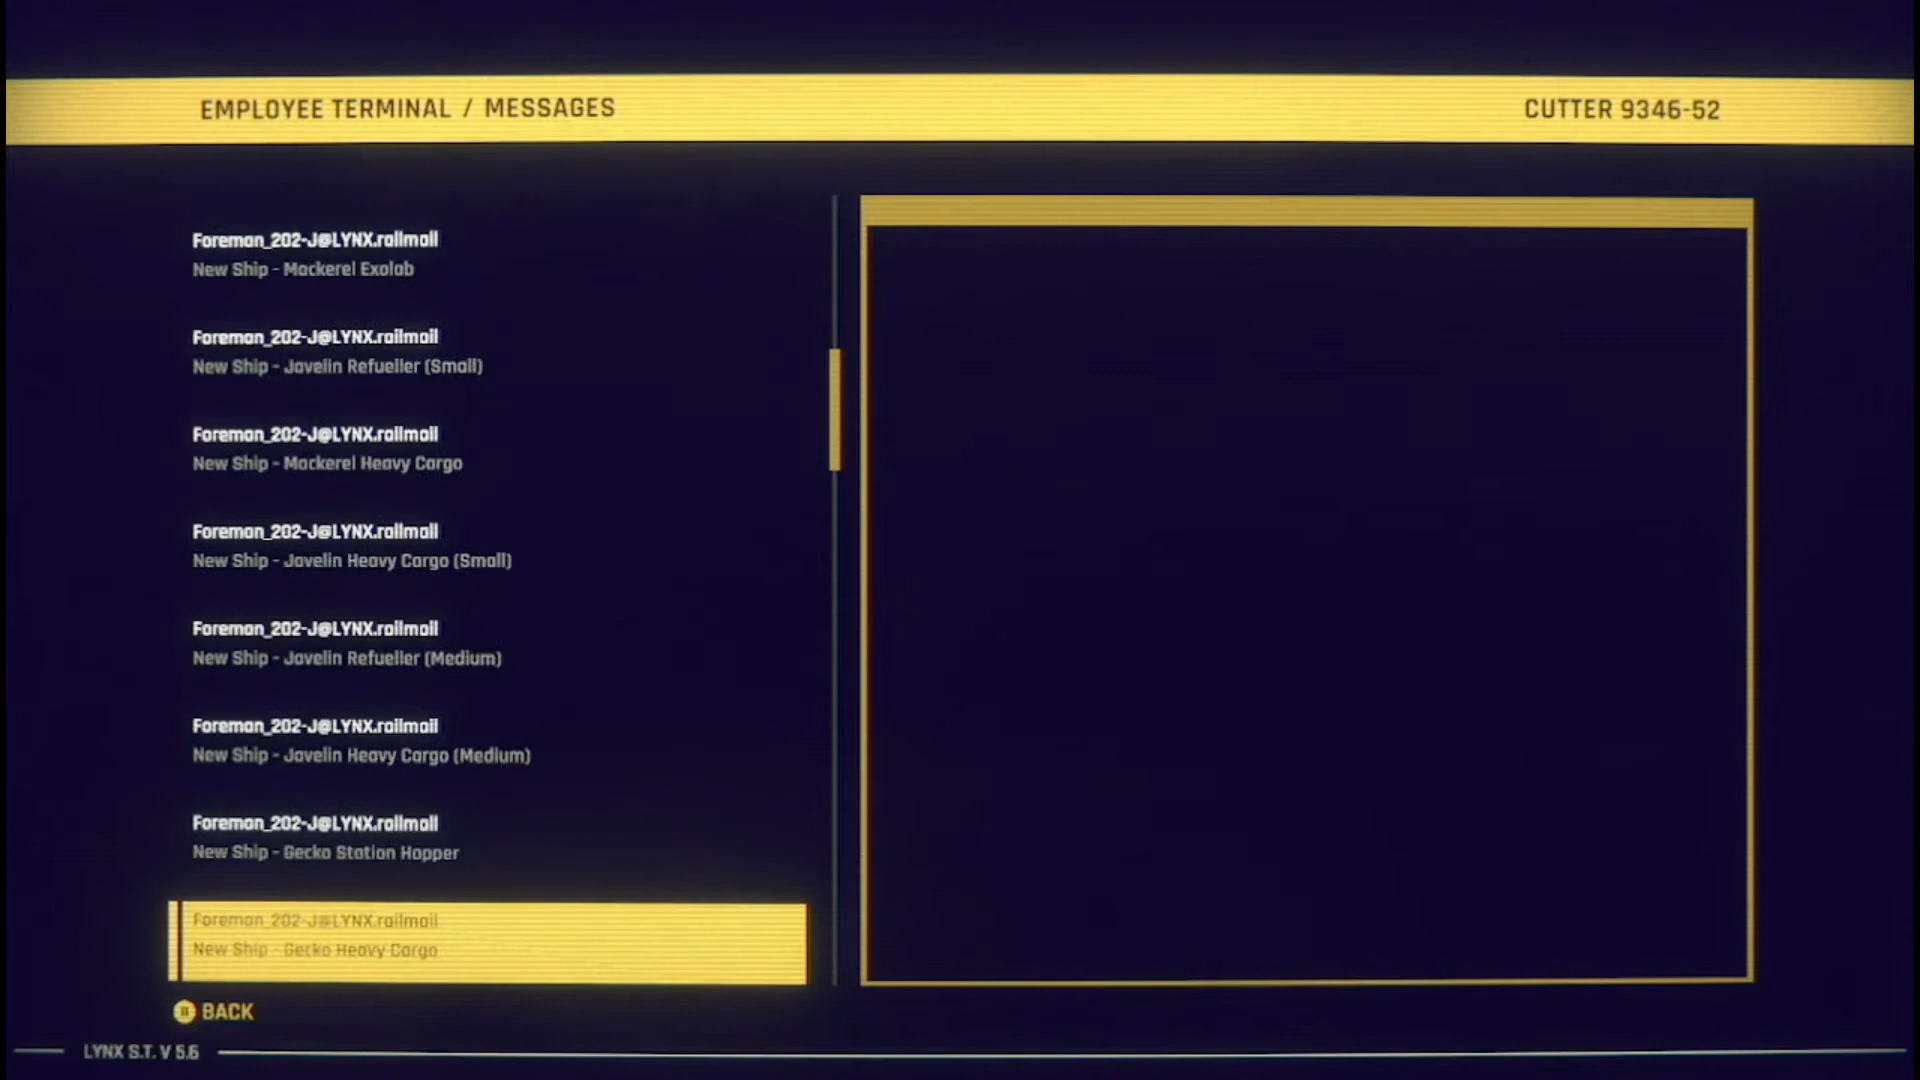 EMPLOYEE TERMINAL / MESSAGES
CUTTER 9346-52
Foreman_202-J@LYNX.railmail
New Ship - Mackerel Exolab
Foreman_202-J@LYNX.railmail
New Ship - Javelin Refueller (Small)
Foreman_202-J@LYNX.railmail
New Ship - Mackerel Heavy Cargo
Foreman_202-J@LYNX.railmail
New Ship - Javelin Heavy Cargo (Small)
Foreman_202-J@LYNX.railmail
New Ship - Javelin Refueller (Medium)
Foreman_202-J@LYNX.railmail
New Ship - Javelin Heavy Cargo (Medium)
Foreman_202-J@LYNX.railmail
New Ship - Gecko Station Hopper
Foreman_202-J@LYNX.railmail
New Ship - Gecko Heavy Cargo
B BACK
LYNX S.T. V 5.6